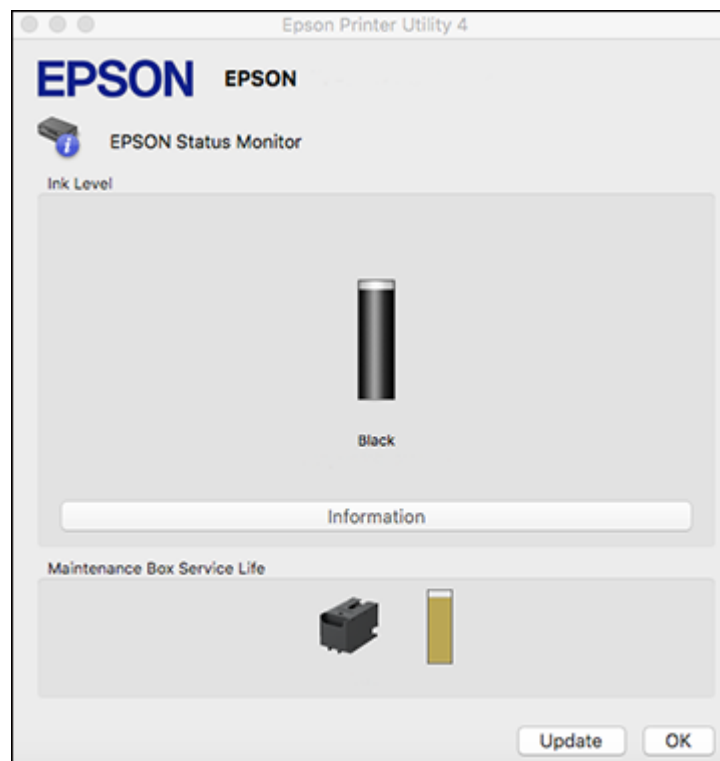 Epson Printer Utility 4
EPSON EPSON
EPSON Status Monitor
Ink Level
Black
Information
Maintenance Box Service Life
Update OK